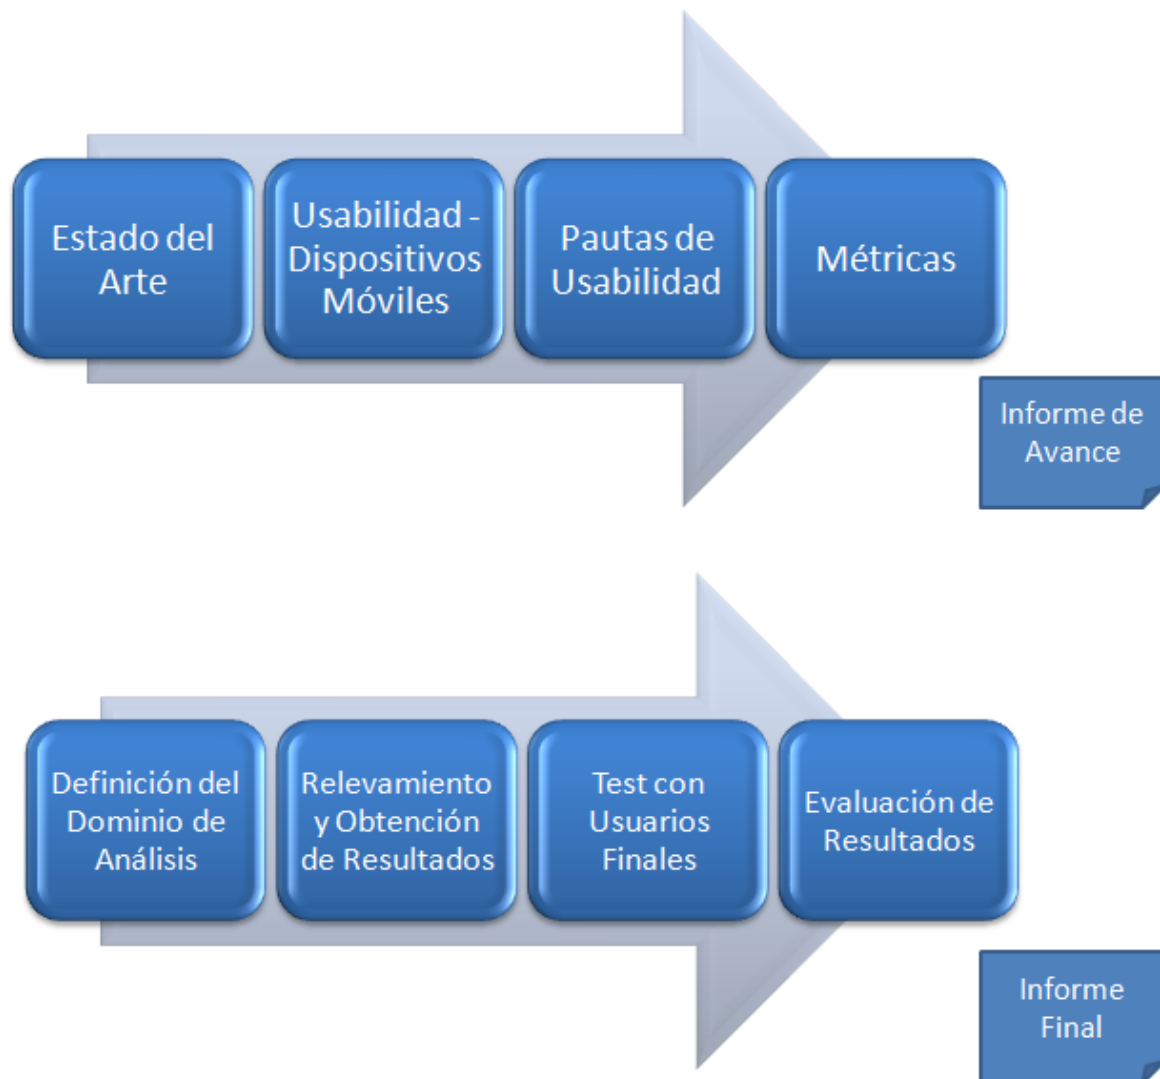 Estado del
Arte
Usabilidad -
Dispositivos
Móviles
Pautas de
Usabilidad
Métricas
Informe de
Avance
Definición del
Dominio de
Análisis
Relevamiento
y Obtención
de Resultados
Test con
Usuarios
Finales
Evaluación de
Resultados
Informe
Final